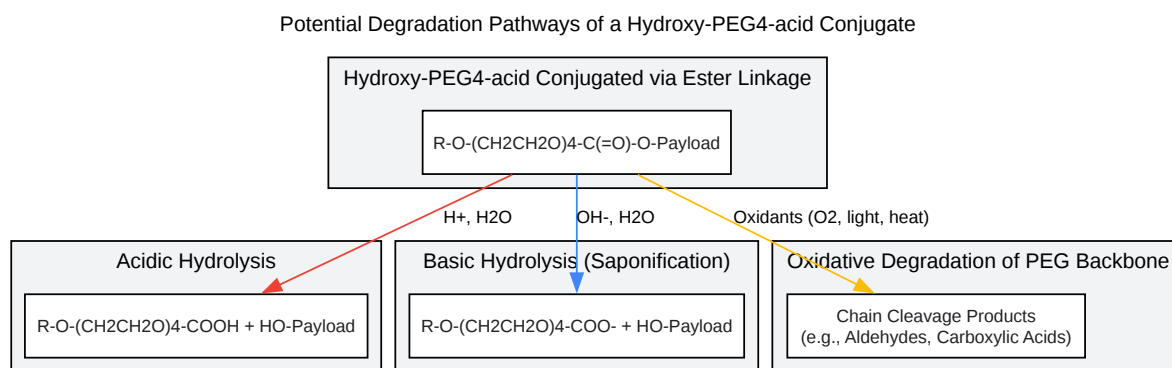 Potential Degradation Pathways of a Hydroxy-PEG4-acid Conjugate
Hydroxy-PEG4-acid Conjugated via Ester Linkage
R-O-(CH2CH2O)4-C(=O)-O-Payload
H+, H2O
OH-, H2O
Oxidants (O2, light, heat)
Acidic Hydrolysis
R-O-(CH2CH2O)4-COOH + HO-Payload
Basic Hydrolysis (Saponification)
R-O-(CH2CH2O)4-COO- + HO-Payload
Oxidative Degradation of PEG Backbone
Chain Cleavage Products
(e.g., Aldehydes, Carboxylic Acids)